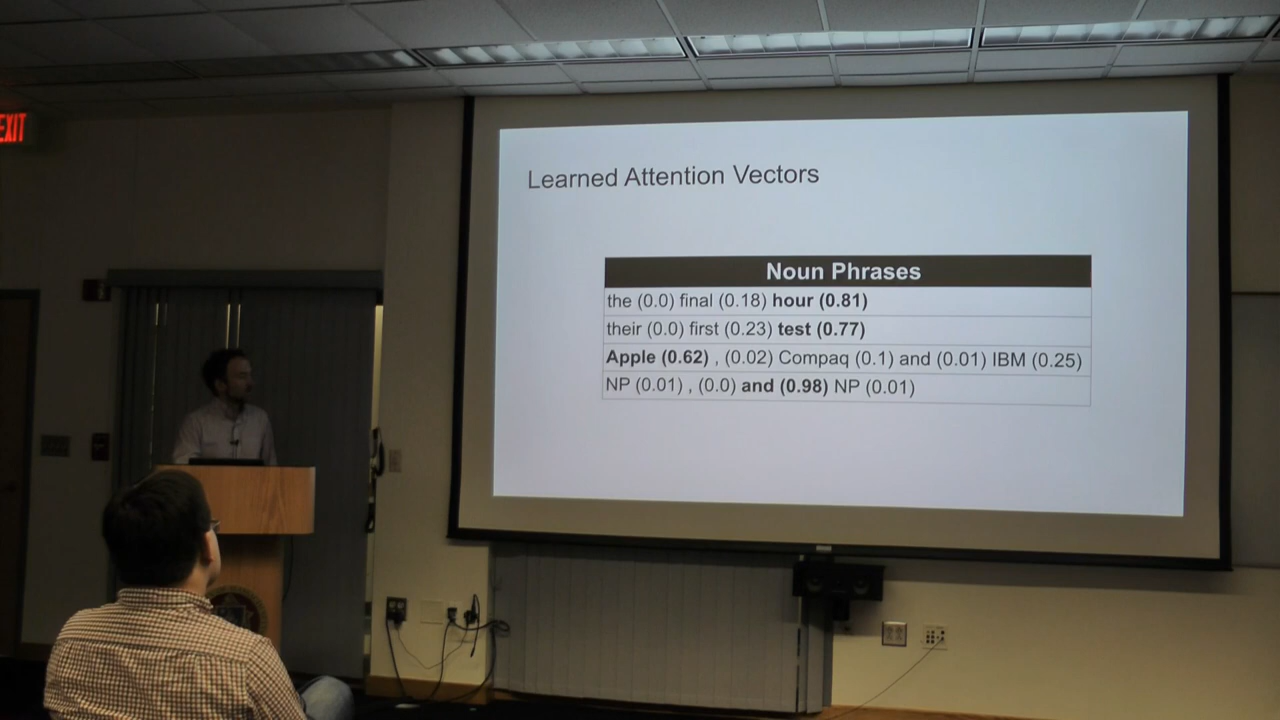 EXIT
Learned Attention Vectors
Noun Phrases
the (0.0) final (0.18) hour (0.81)
their (0.0) first (0.23) test (0.77)
Apple (0.62) , (0.02) Compaq (0.1) and (0.01) IBM (0.25)
NP (0.01) , (0.0) and (0.98) NP (0.01)